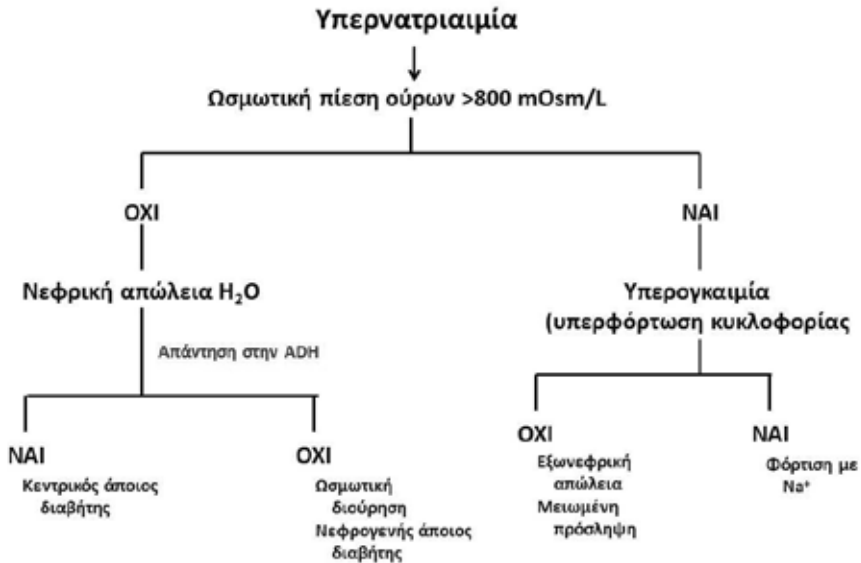 Υπερνατριαιμία
Ωσμωτική πίεση ούρων >800 mOsm/L
ΟΧΙ
ΝΑΙ
Νεφρική απώλεια H₂O
Υπερογκαιμία
(υπερφόρτωση κυκλοφορίας
Απάντηση στην ADH
ΝΑΙ
ΟΧΙ
ΟΧΙ
ΝΑΙ
Κεντρικός άποιος
διαβήτης
Ωσμωτική
διούρηση
Νεφρογενής άποιος
διαβήτης
Εξωνεφρική
απώλεια
Μειωμένη
πρόσληψη
Φόρτιση με
Na⁺